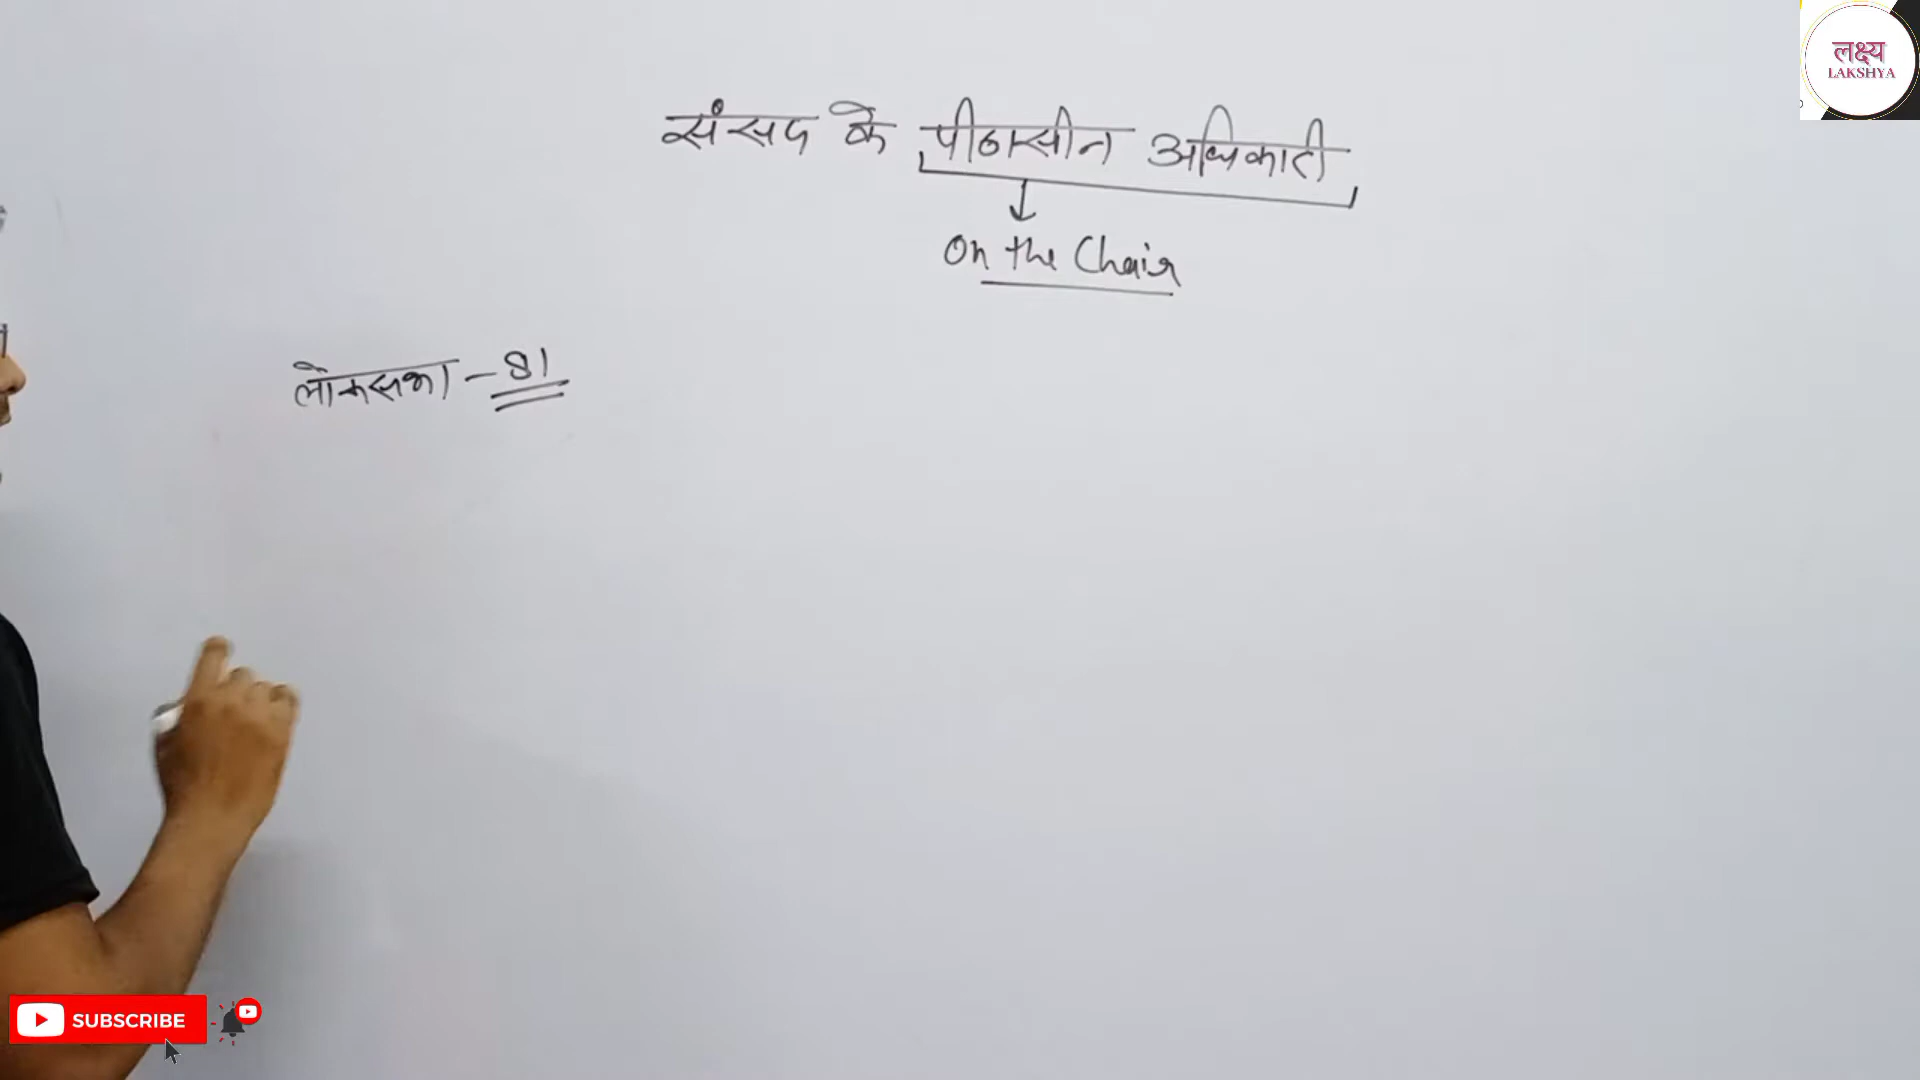 संसद के पीठासीन अधिकारी
On the Chair
लोकसभा – 81
लक्ष्य
LAKSHYA
SUBSCRIBE